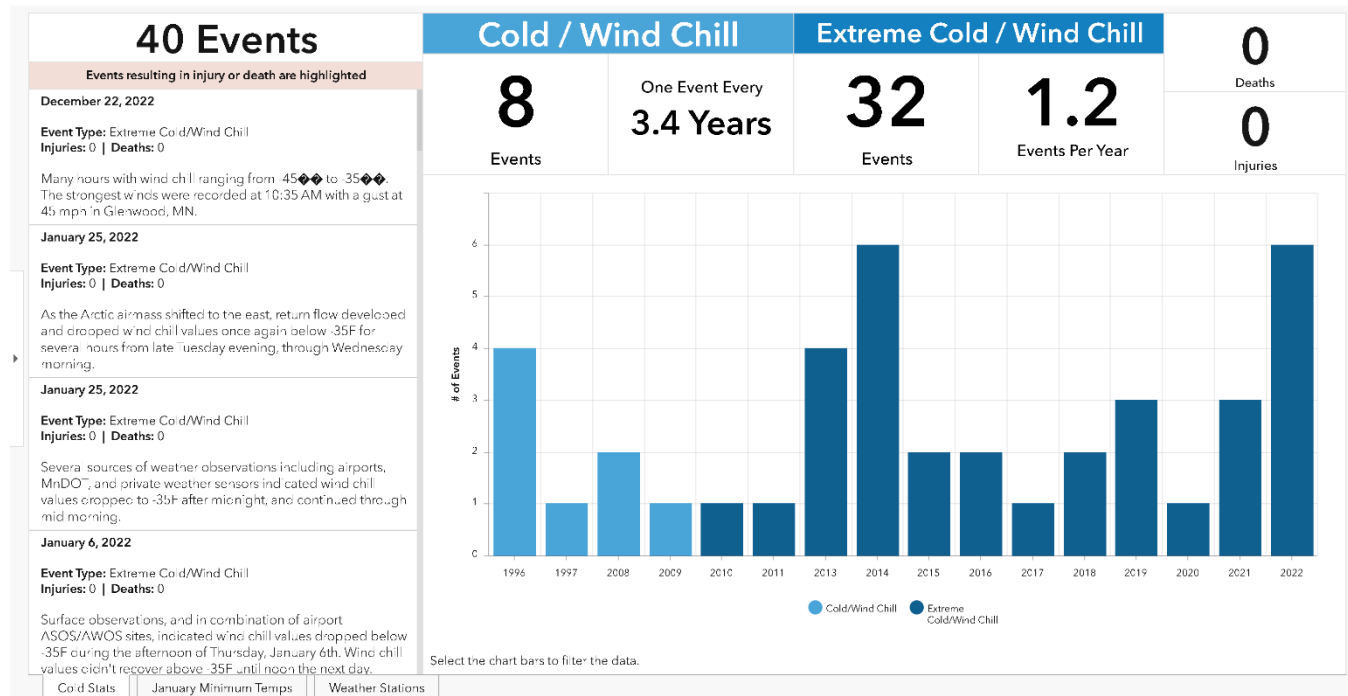 40 Events
Events resulting in injury or death are highlighted
December 22, 2022
Event Type: Extreme Cold/Wind Chill
Injuries: 0 | Deaths: 0
Many hours with wind chill ranging from -45�� to -35��.
The strongest winds were recorded at 10:35 AM with a gust at
45 mph in Glenwood, MN.
January 25, 2022
Event Type: Extreme Cold/Wind Chill
Injuries: 0 | Deaths: 0
As the Arctic airmass shifted to the east, return flow developed
and dropped wind chill values once again below -35F for
several hours from late Tuesday evening, through Wednesday
morning.
January 25, 2022
Event Type: Extreme Cold/Wind Chill
Injuries: 0 | Deaths: 0
Several sources of weather observations including airports,
MnDOT, and private weather sensors indicated wind chill
values dropped to -35F after midnight, and continued through
mid morning.
January 6, 2022
Event Type: Extreme Cold/Wind Chill
Injuries: 0 | Deaths: 0
Surface observations, and in combination of airport
ASOS/AWOS sites, indicated wind chill values dropped below
-35F during the afternoon of Thursday, January 6th. Wind chill
values didn't recover above -35F until noon the next day.
Cold / Wind Chill
8
Events
One Event Every
3.4 Years
Extreme Cold / Wind Chill
32
Events
1.2
Events Per Year
0
Deaths
0
Injuries
# of Events
6
5
4
3
2
1
0
1996 1997 2008 2009 2010 2011 2013 2014 2015 2016 2017 2018 2019 2020 2021 2022
Cold/Wind Chill
Extreme
Cold/Wind Chill
Select the chart bars to filter the data.
Cold Stats
January Minimum Temps
Weather Stations